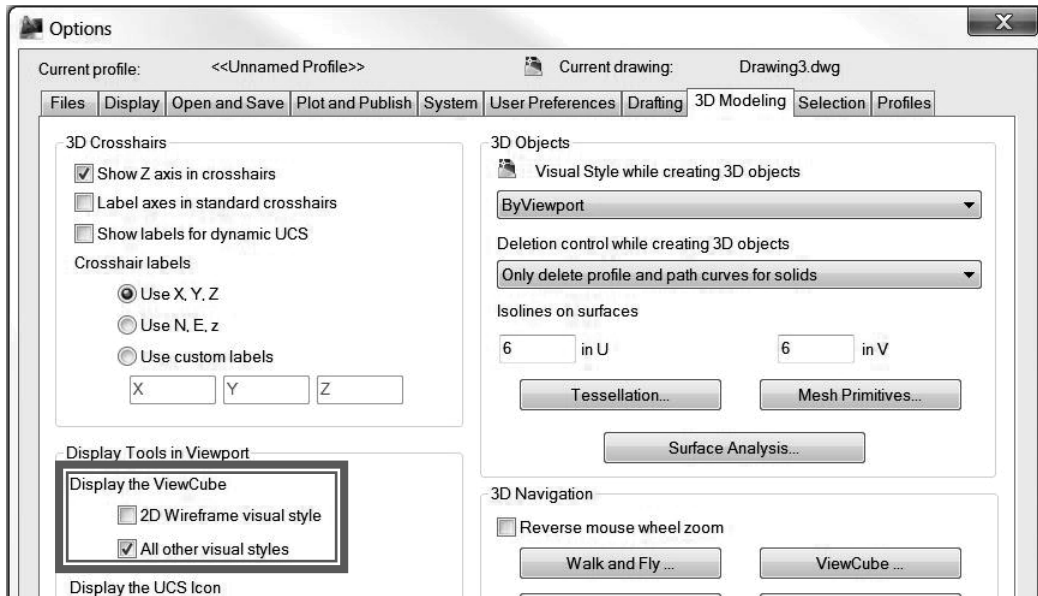 Options
X
Current profile: <<Unnamed Profile>> Current drawing: Drawing3.dwg
Files Display Open and Save Plot and Publish System User Preferences Drafting 3D Modeling Selection Profiles
3D Crosshairs
Show Z axis in crosshairs
Label axes in standard crosshairs
Show labels for dynamic UCS
Crosshair labels
Use X, Y, Z
Use N, E, z
Use custom labels
X Y Z
Display Tools in Viewport
Display the ViewCube
2D Wireframe visual style
All other visual styles
Display the UCS Icon
3D Objects
Visual Style while creating 3D objects
ByViewport
Deletion control while creating 3D objects
Only delete profile and path curves for solids
Isolines on surfaces
6 in U 6 in V
Tessellation... Mesh Primitives...
Surface Analysis...
3D Navigation
Reverse mouse wheel zoom
Walk and Fly ... ViewCube ...